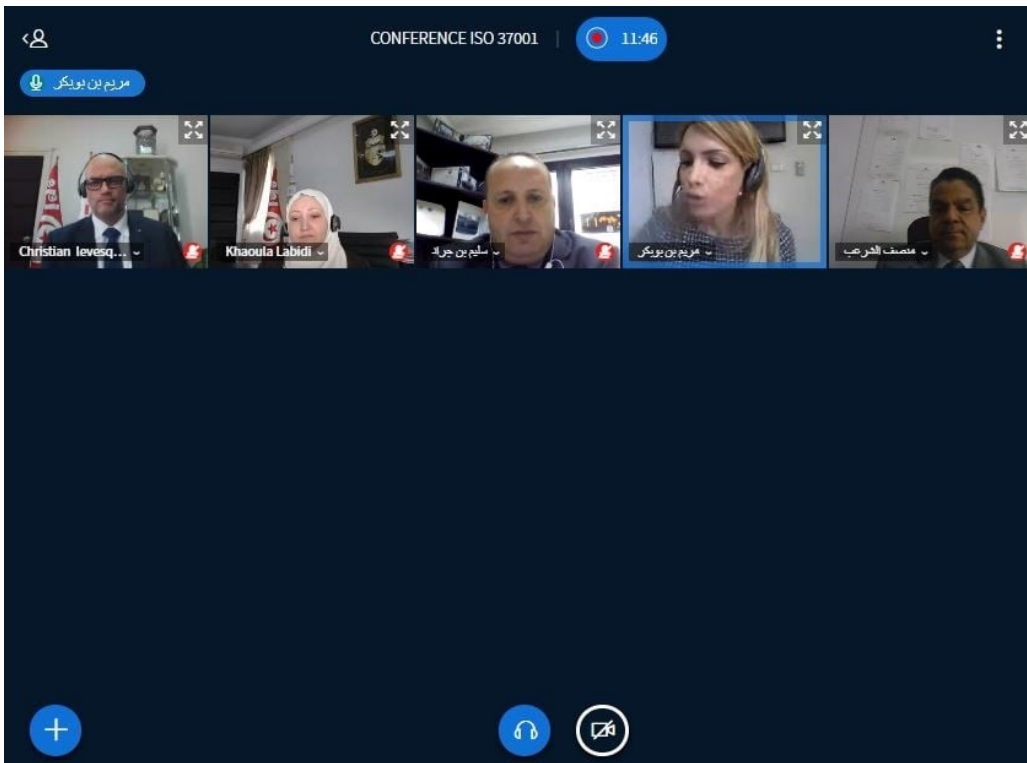 CONFERENCE ISO 37001
11:46
مريم بن بوبكر
Christian levesq...
Khaoula Labidi
سليم بن جراد
مريم بن بوبكر
منصف الشرعب